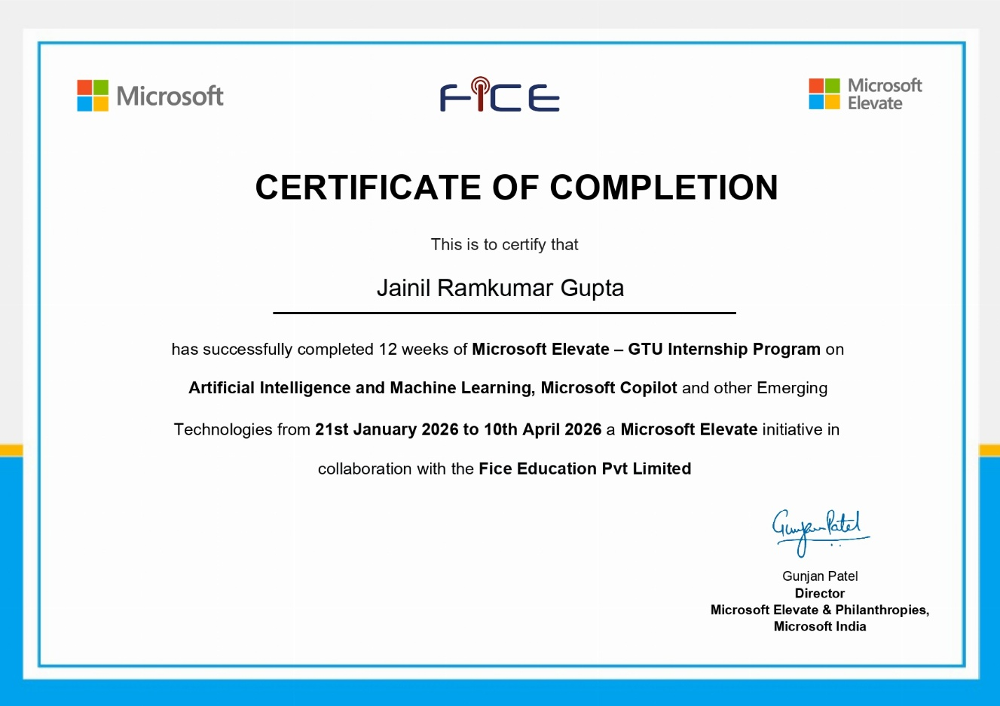 Microsoft
FiCE
Microsoft
Elevate
CERTIFICATE OF COMPLETION
This is to certify that
Jainil Ramkumar Gupta
has successfully completed 12 weeks of Microsoft Elevate – GTU Internship Program on
Artificial Intelligence and Machine Learning, Microsoft Copilot and other Emerging
Technologies from 21st January 2026 to 10th April 2026 a Microsoft Elevate initiative in
collaboration with the Fice Education Pvt Limited
Gunjan Patel
Gunjan Patel
Director
Microsoft Elevate & Philanthropies,
Microsoft India